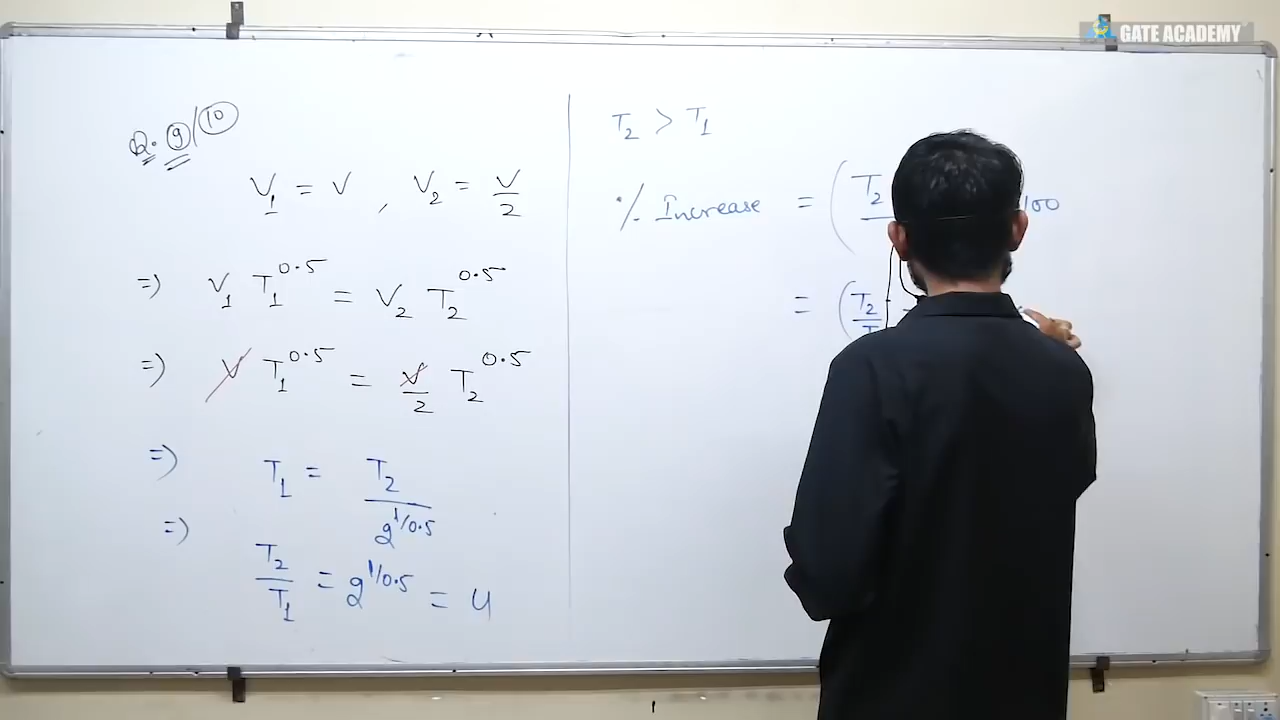 GATE ACADEMY
Q. 9/10
V₁ = V , V₂ = V/2
=) V₁ T₁^0.5 = V₂ T₂^0.5
=) V T₁^0.5 = V/2 T₂^0.5
=) T₁ = T₂/2^1/0.5
=) T₂/T₁ = 2^1/0.5 = 4
T₂ > T₁
% Increase = (T₂ 100
= (T₂/T